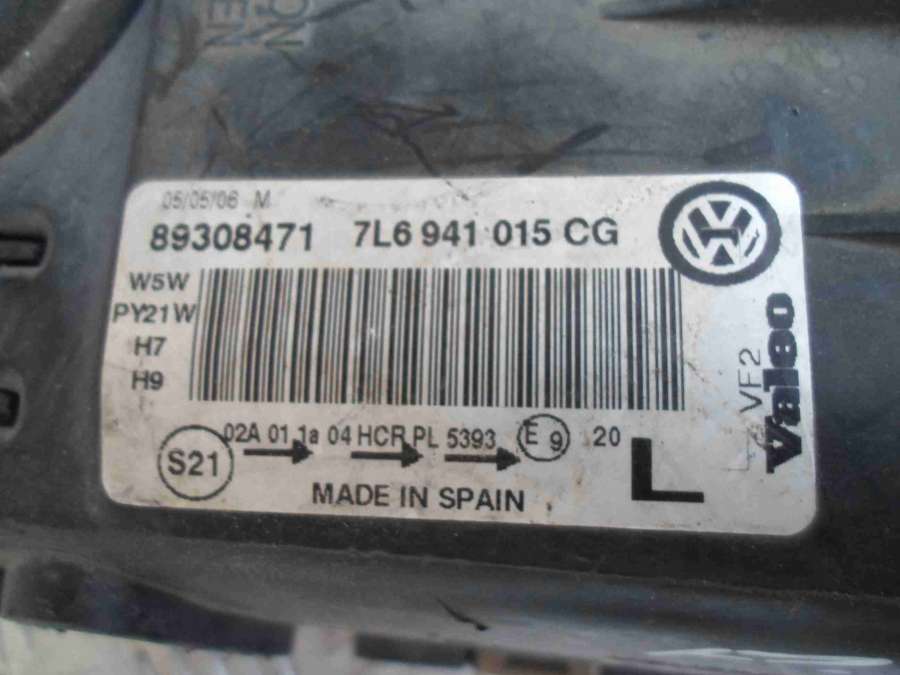 05/05/06 M
89308471 7L6 941 015 CG
W5W
PY21W
H7
H9
VF2
Valeo
02A 01 1a 04 HCR PL 5393 E9 20
S21
L
MADE IN SPAIN